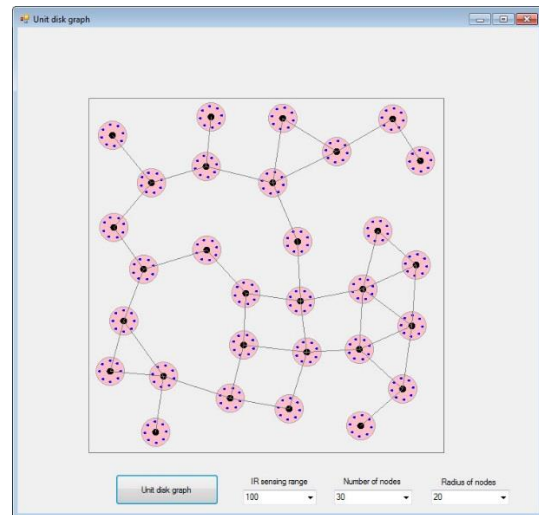 Unit disk graph
Unit disk graph
IR sensing range
Number of nodes
Radius of nodes
100
30
20